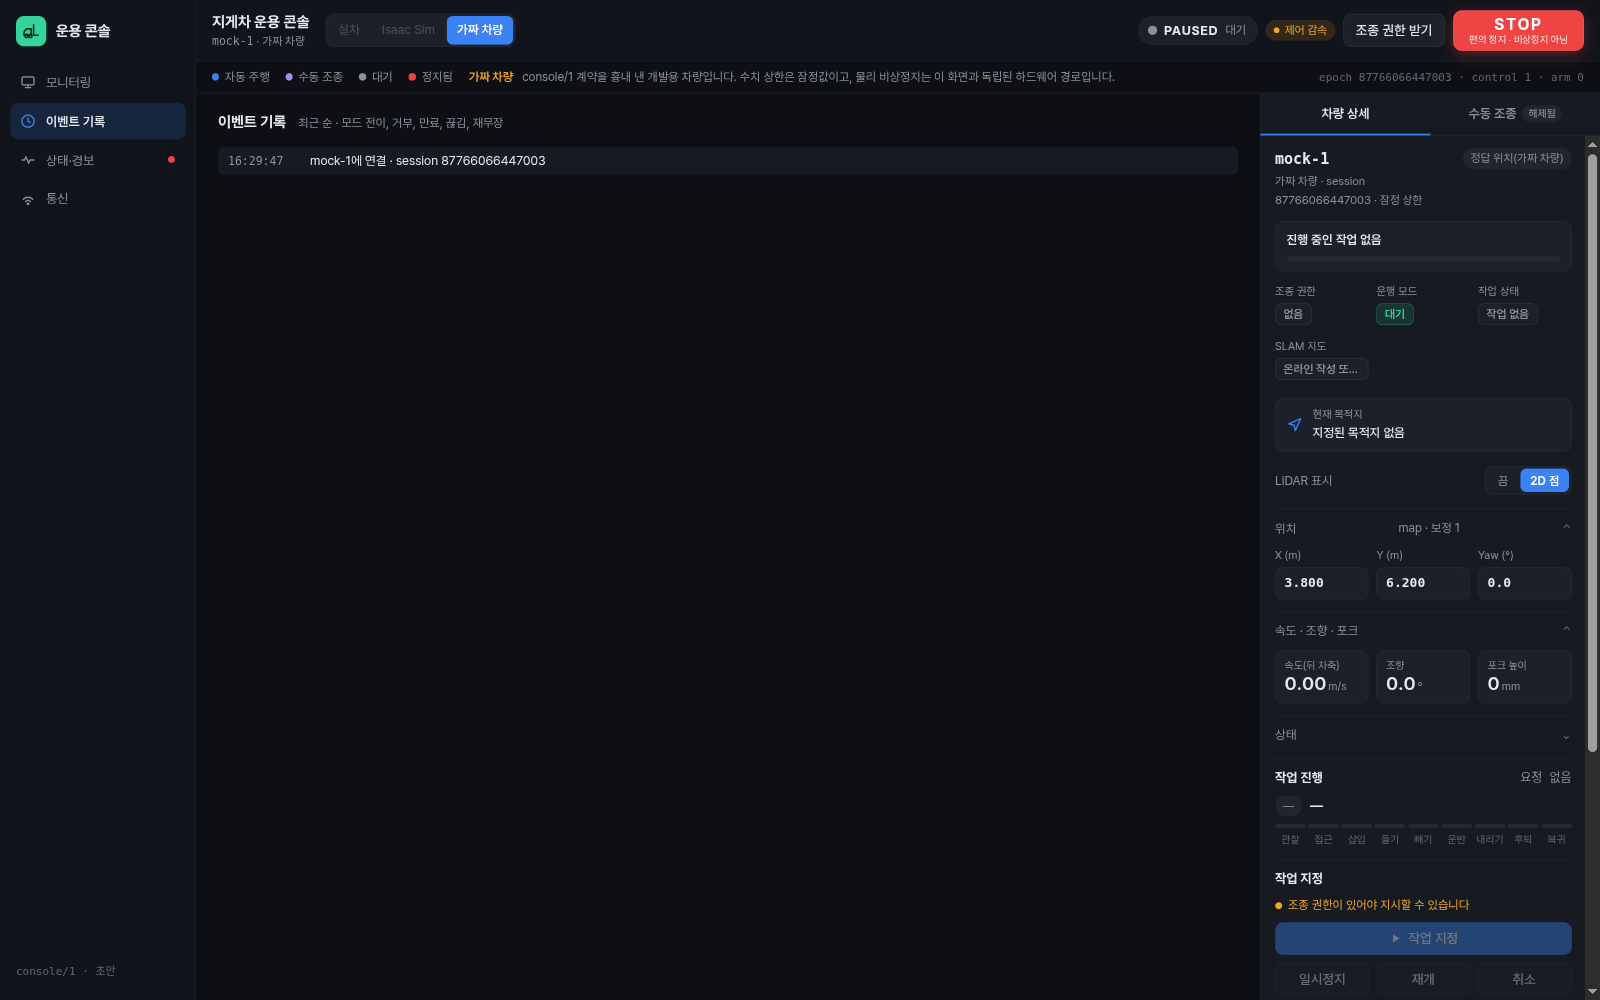 운용 콘솔
모니터링
이벤트 기록
상태·경보
통신
console/1 · 초안
지게차 운용 콘솔
mock-1 · 가짜 차량
실차
Isaac Sim
가짜 차량
PAUSED 대기
제어 감속
조종 권한 받기
STOP
편의 정지 · 비상정지 아님
자동 주행
수동 조종
대기
정지됨
가짜 차량 console/1 계약을 흉내 낸 개발용 차량입니다. 수치 상한은 잠정값이고, 물리 비상정지는 이 화면과 독립된 하드웨어 경로입니다.
epoch 87766066447003 · control 1 · arm 0
이벤트 기록 최근 순 · 모드 전이, 거부, 만료, 끊김, 재무장
16:29:47 mock-1에 연결 · session 87766066447003
차량 상세
수동 조종 해제됨
mock-1
정답 위치(가짜 차량)
가짜 차량 · session
87766066447003 · 잠정 상한
진행 중인 작업 없음
조종 권한 운행 모드 작업 상태
없음 대기 작업 없음
SLAM 지도
온라인 작성 또...
현재 목적지
지정된 목적지 없음
LiDAR 표시
끔 2D 점
위치 map · 보정 1
X (m) Y (m) Yaw (°)
3.800 6.200 0.0
속도 · 조향 · 포크
속도(뒤 차축) 조향 포크 높이
0.00 m/s 0.0 ° 0 mm
상태
작업 진행 요청 없음
— —
관찰 접근 삽입 들기 빼기 운반 내리기 후퇴 복귀
작업 지정
조종 권한이 있어야 지시할 수 있습니다
작업 지정
일시정지 재개 취소